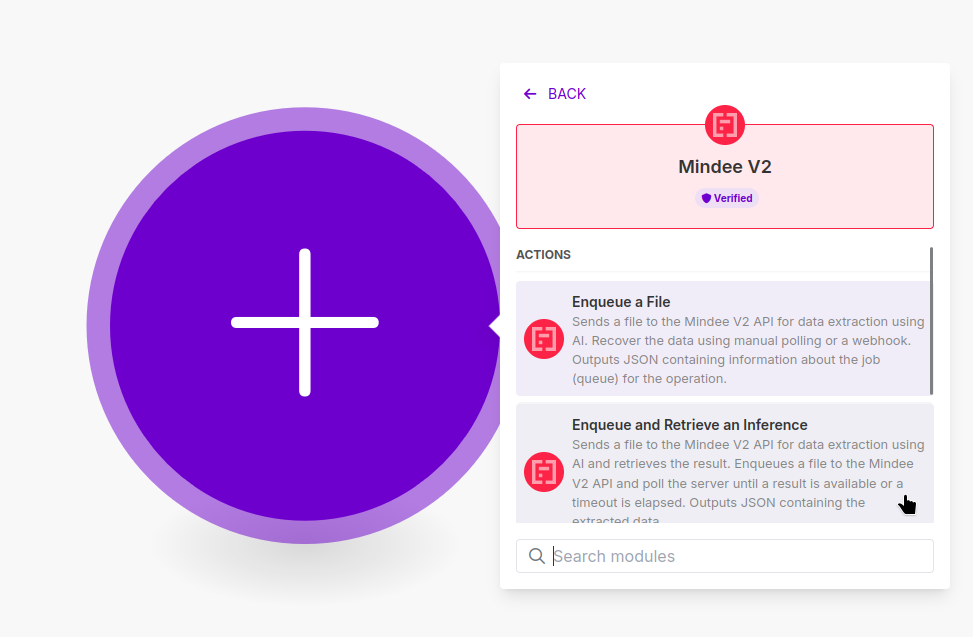 BACK
Mindee V2
Verified
ACTIONS
Enqueue a File
Sends a file to the Mindee V2 API for data extraction using
AI. Recover the data using manual polling or a webhook.
Outputs JSON containing information about the job
(queue) for the operation.
Enqueue and Retrieve an Inference
Sends a file to the Mindee V2 API for data extraction using
AI and retrieves the result. Enqueues a file to the Mindee
V2 API and poll the server until a result is available or a
timeout is elapsed. Outputs JSON containing the
extracted data.
Search modules